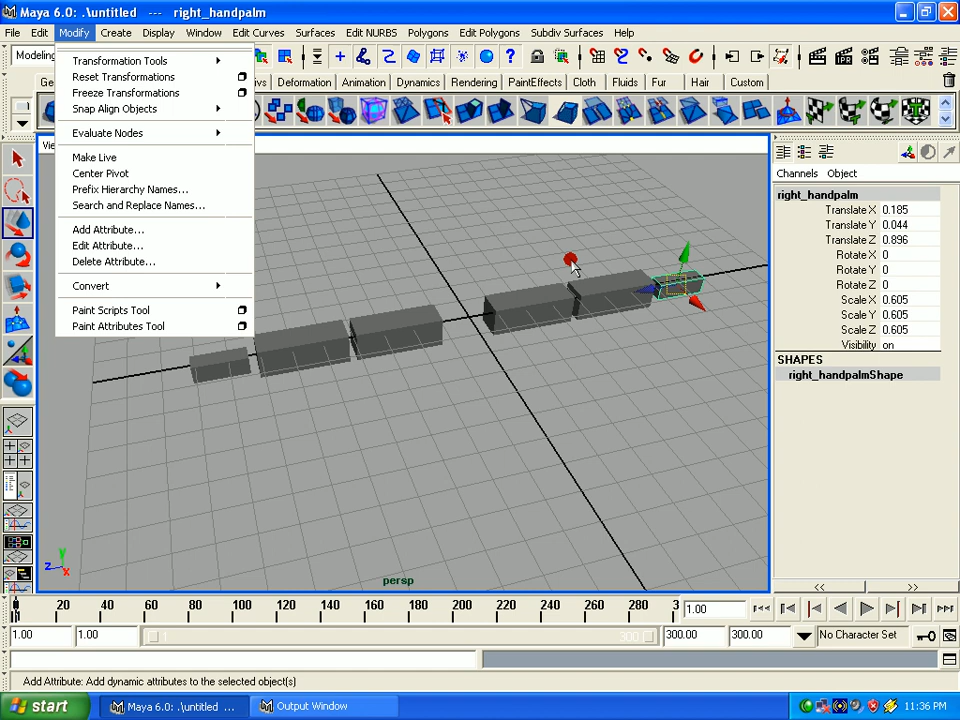 Maya 6.0: .\untitled --- right_handpalm
File Edit Modify Create Display Window Edit Curves Surfaces Edit NURBS Polygons Edit Polygons Subdiv Surfaces Help
Modeling
Deformation Animation Dynamics Rendering PaintEffects Cloth Fluids Fur Hair Custom
Transformation Tools
Reset Transformations
Freeze Transformations
Snap Align Objects
Evaluate Nodes
Make Live
Center Pivot
Prefix Hierarchy Names...
Search and Replace Names...
Add Attribute...
Edit Attribute...
Delete Attribute...
Convert
Paint Scripts Tool
Paint Attributes Tool
y
z
x
persp
Channels Object
right_handpalm
Translate X 0.185
Translate Y 0.044
Translate Z 0.896
Rotate X 0
Rotate Y 0
Rotate Z 0
Scale X 0.605
Scale Y 0.605
Scale Z 0.605
Visibility on
SHAPES
right_handpalmShape
<< >>
20 40 60 80 100 120 140 160 180 200 220 240 260 280 3
1.00
1.00 1.00 1 300 300.00 300.00 No Character Set
Add Attribute: Add dynamic attributes to the selected object(s)
start Maya 6.0: .\untitled ... Output Window 11:36 PM